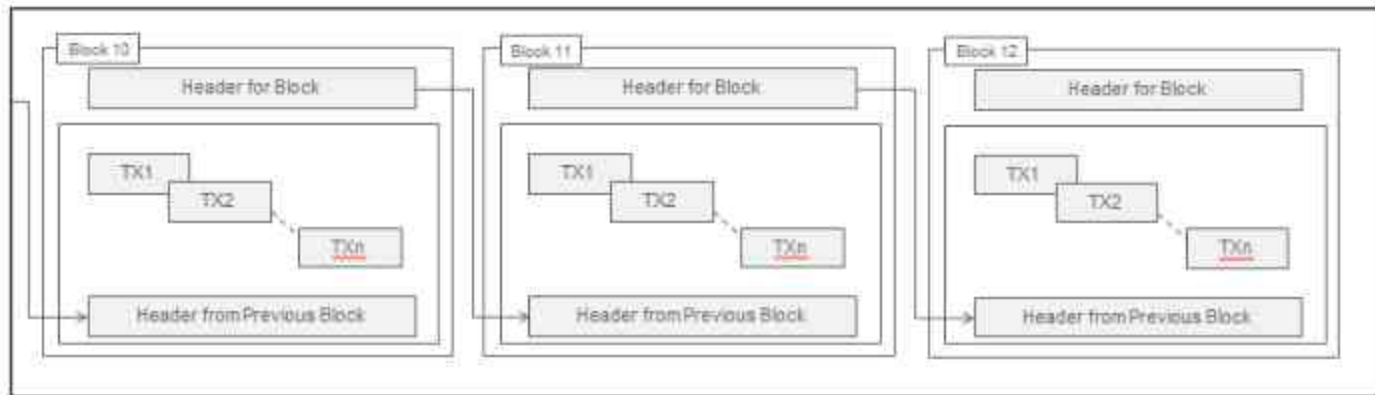 Block 10
Header for Block
TX1
TX2
TXn
Header from Previous Block
Block 11
Header for Block
TX1
TX2
TXn
Header from Previous Block
Block 12
Header for Block
TX1
TX2
TXn
Header from Previous Block